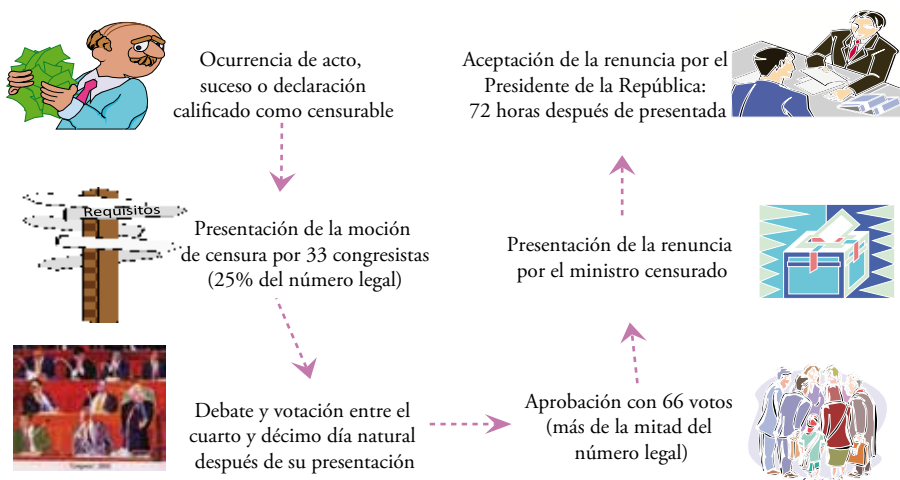 Ocurrencia de acto,
suceso o declaración
calificado como censurable
Requisitos
Presentación de la moción
de censura por 33 congresistas
(25% del número legal)
Debate y votación entre el
cuarto y décimo día natural
después de su presentación
Aprobación con 66 votos
(más de la mitad del
número legal)
Presentación de la renuncia
por el ministro censurado
Aceptación de la renuncia por el
Presidente de la República:
72 horas después de presentada